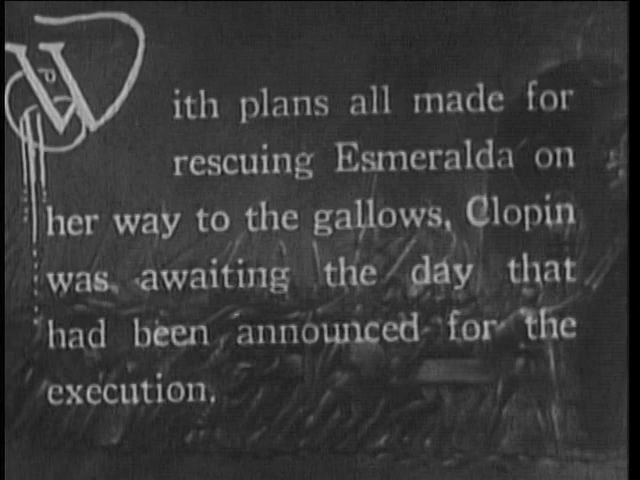 With plans all made for
rescuing Esmeralda on
her way to the gallows, Clopin
was awaiting the day that
had been announced for the
execution.